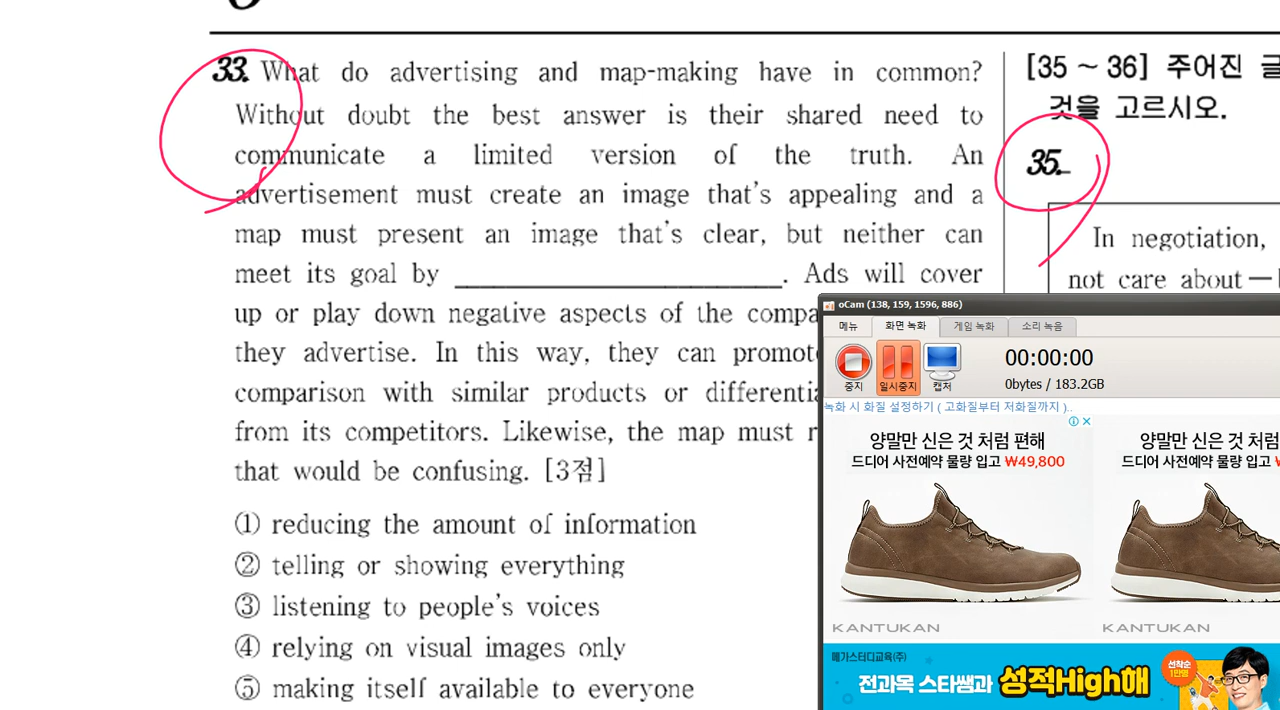 33. What do advertising and map-making have in common?
Without doubt the best answer is their shared need to
communicate a limited version of the truth. An
advertisement must create an image that's appealing and a
map must present an image that's clear, but neither can
meet its goal by ______________________. Ads will cover
up or play down negative aspects of the compa
they advertise. In this way, they can promot
comparison with similar products or differentia
from its competitors. Likewise, the map must r
that would be confusing. [3점]
① reducing the amount of information
② telling or showing everything
③ listening to people's voices
④ relying on visual images only
⑤ making itself available to everyone
[35 ~ 36] 주어진 글
것을 고르시오.
35.
In negotiation,
not care about—
oCam (138, 159, 1596, 886)
메뉴 화면 녹화 게임 녹화 소리 녹음
중지 일시중지 캡처
00:00:00
0bytes / 183.2GB
녹화 시 화질 설정하기 ( 고화질부터 저화질까지 )..
양말만 신은 것 처럼 편해
드디어 사전예약 물량 입고 ₩49,800
KANTUKAN
양말만 신은 것 처럼
드디어 사전예약 물량 입고
KANTUKAN
메가스터디교육(주)
전과목 스타쌤과 성적High해
선착순
1만명